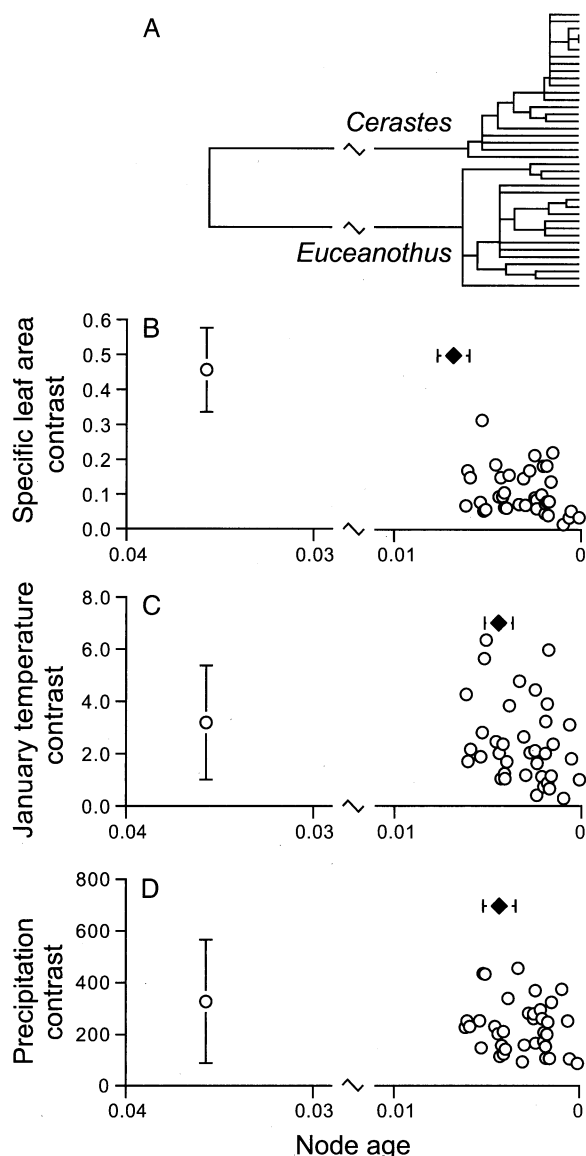 A
Cerastes
Euceanothus
B
Specific leaf area
contrast
0.6
0.5
0.4
0.3
0.2
0.1
0.0
0.04
0.03
0.01
0
C
January temperature
contrast
8.0
6.0
4.0
2.0
0.0
0.04
0.03
0.01
0
D
Precipitation
contrast
800
600
400
200
0
0.04
0.03
0.01
0
Node age